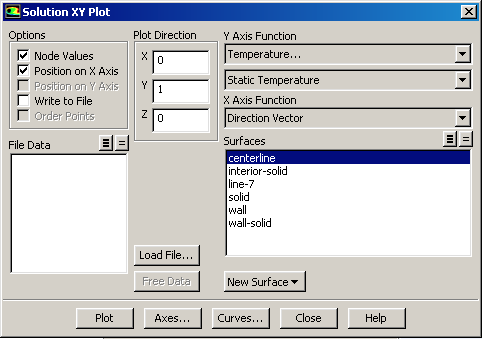 Solution XY Plot
Options
Node Values
Position on X Axis
Position on Y Axis
Write to File
Order Points
Plot Direction
X 0
Y 1
Z 0
Y Axis Function
Temperature...
Static Temperature
X Axis Function
Direction Vector
File Data
Surfaces
centerline
interior-solid
line-7
solid
wall
wall-solid
Load File...
Free Data
New Surface
Plot
Axes...
Curves...
Close
Help